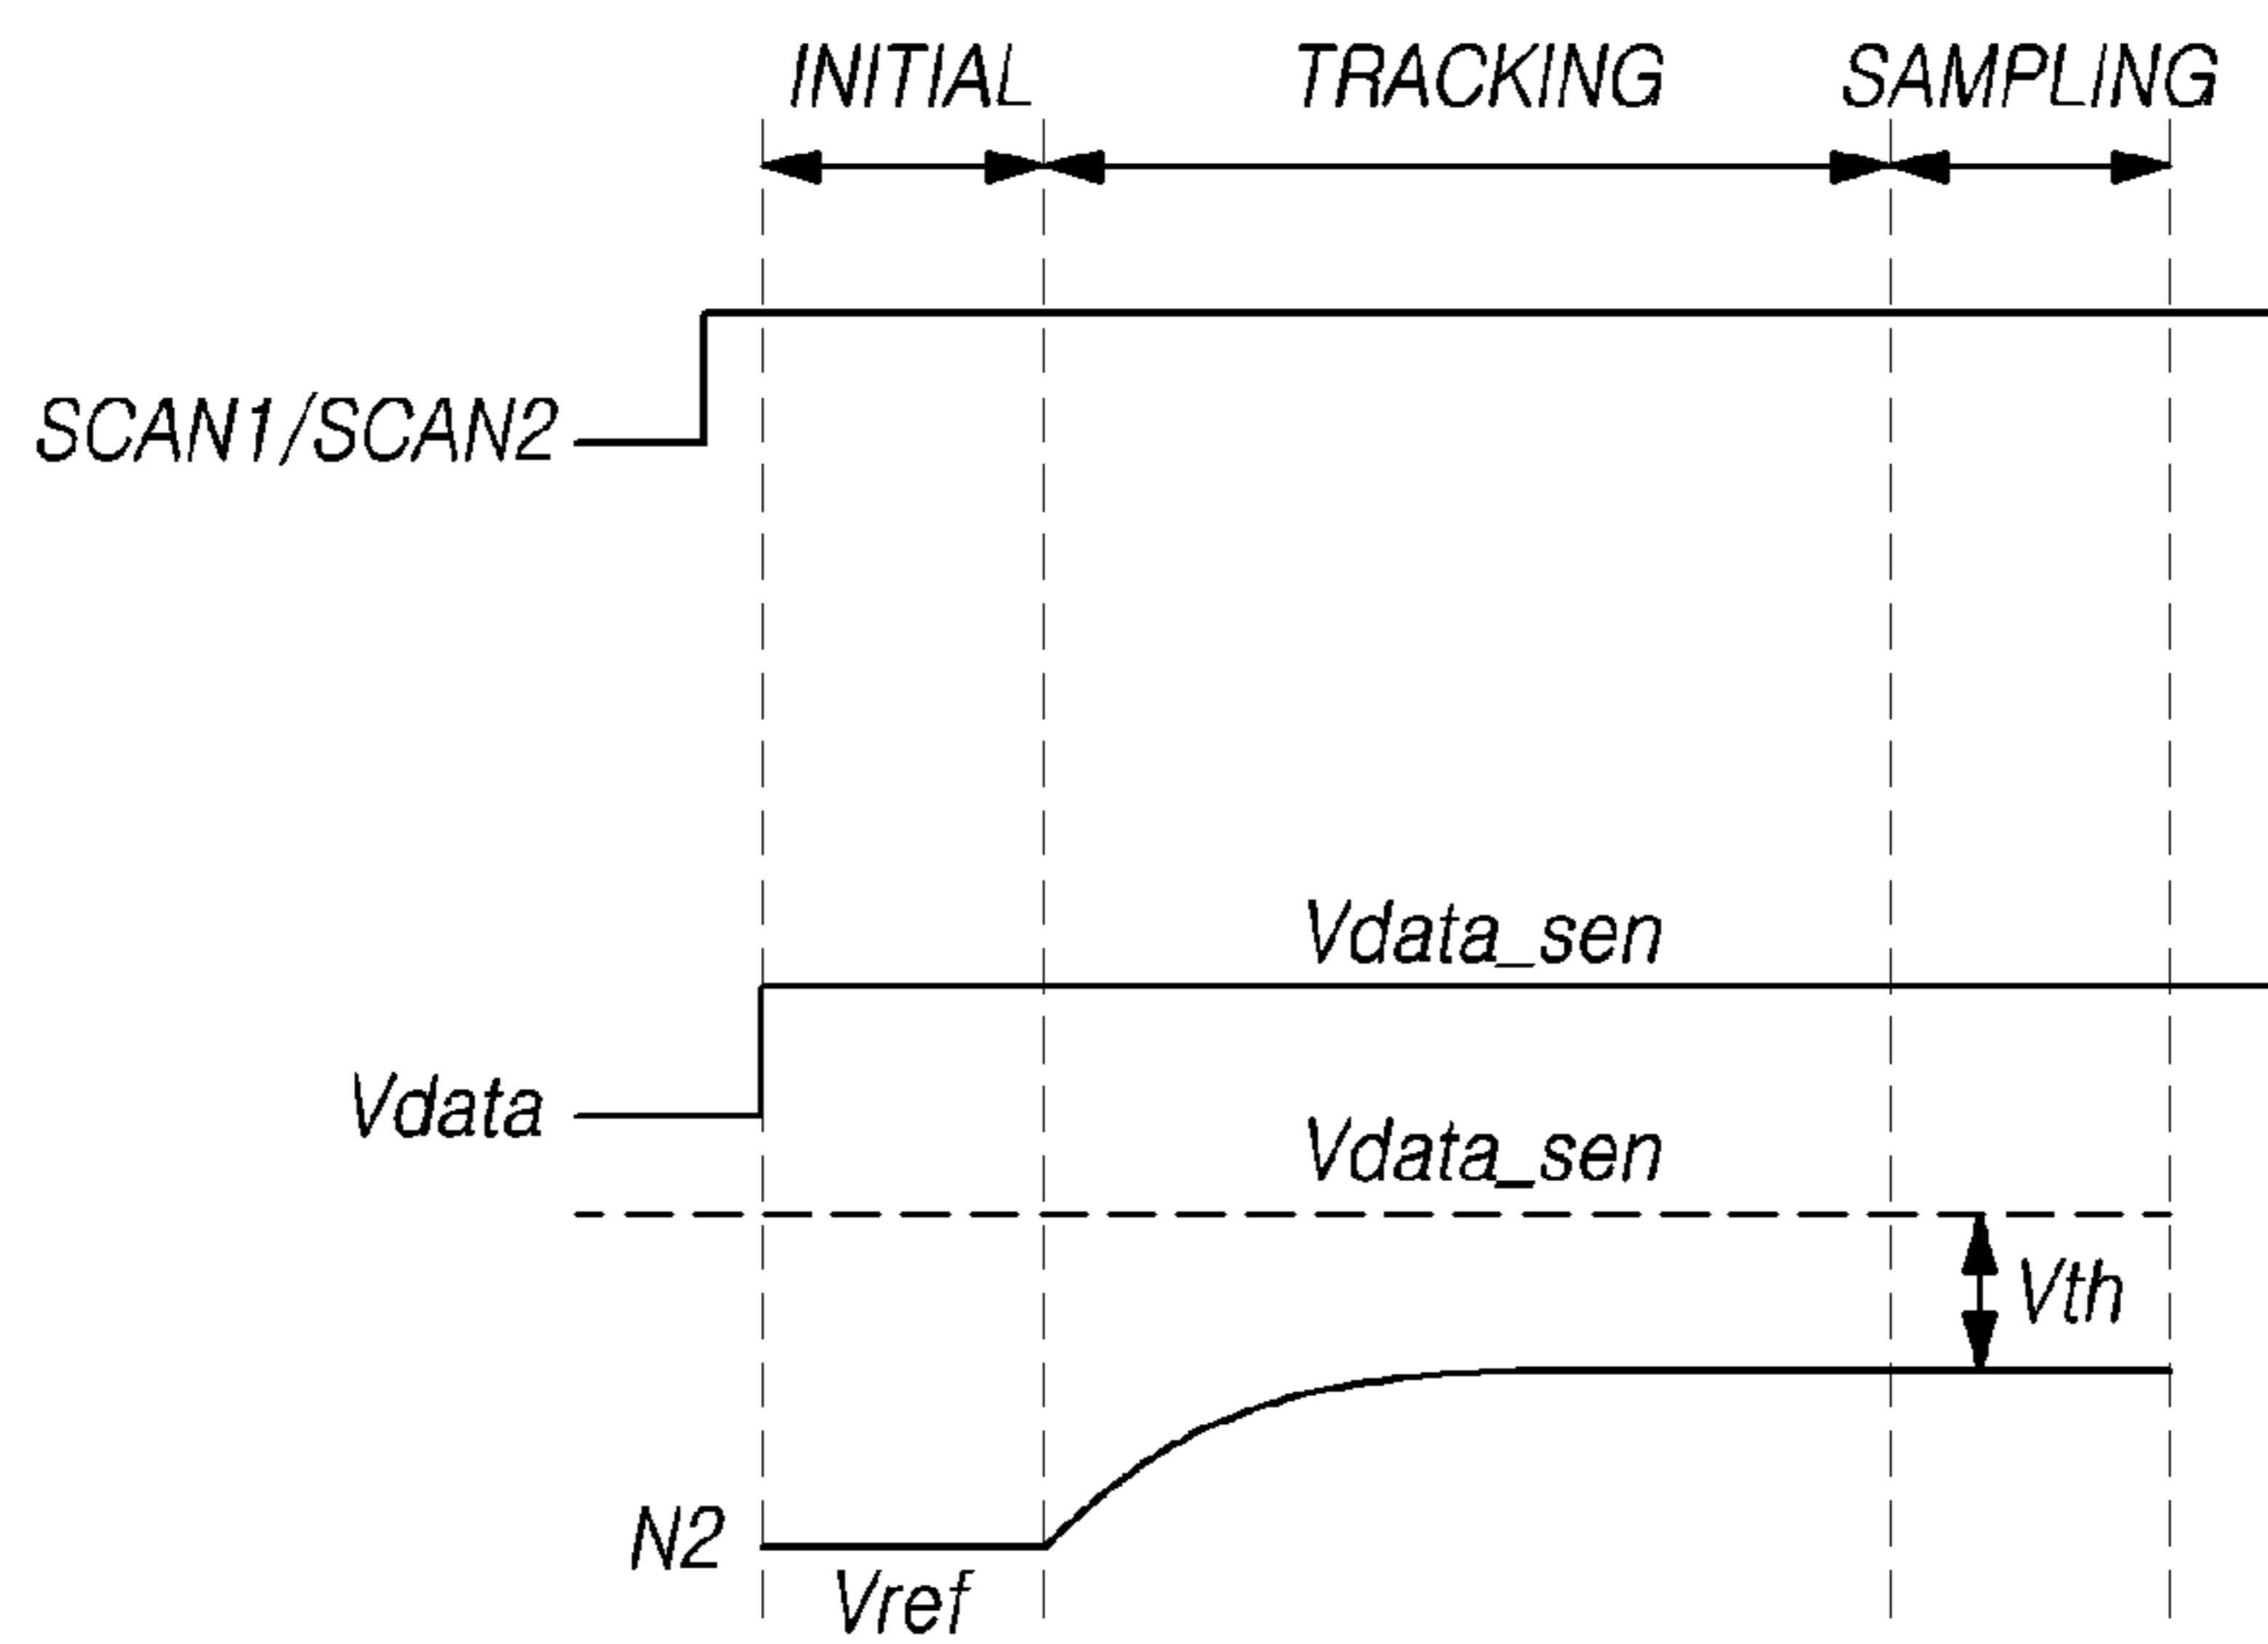 INITIAL TRACKING SAMPLING
SCAN1/SCAN2
Vdata_sen
Vdata
Vdata_sen
Vth
N2
Vref